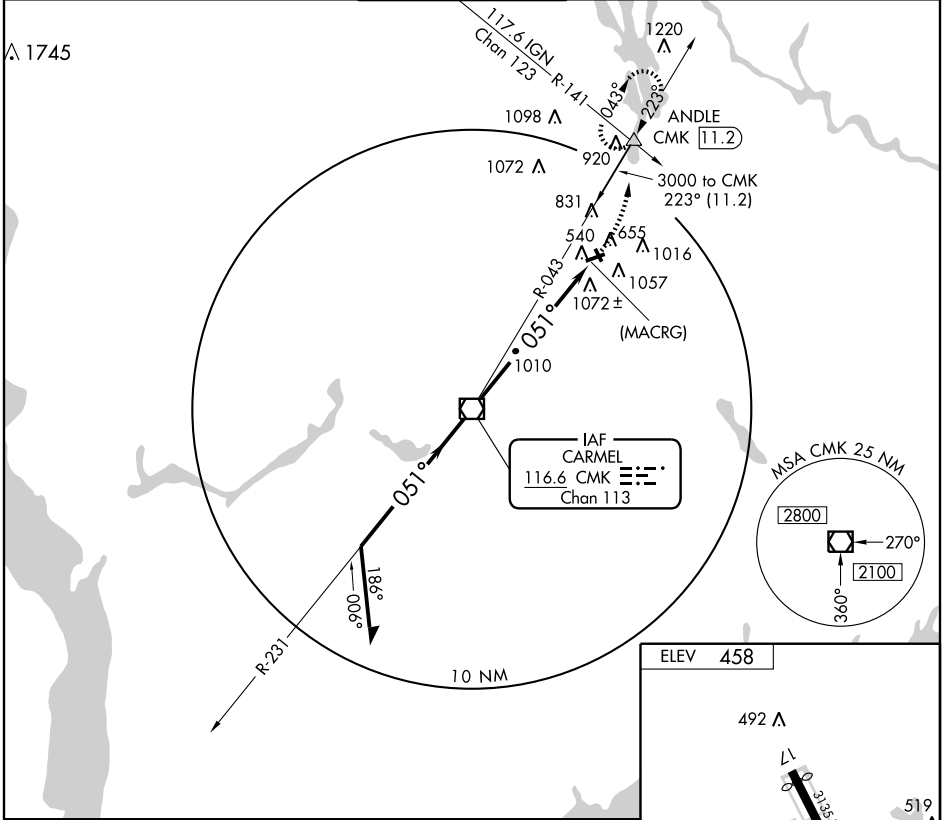 1745
117.6 IGN
Chan 123
R-141
1220
043°
223°
1098
ANDLE
CMK 11.2
920
1072
3000 to CMK
223° (11.2)
831
540
655
1016
R-043
1057
1072 ±
(MACRG)
051°
1010
IAF
CARMEL
116.6 CMK
Chan 113
051°
MSA CMK 25 NM
2800
270°
2100
360°
186°
006°
R-231
10 NM
ELEV 458
492
17
3135
519